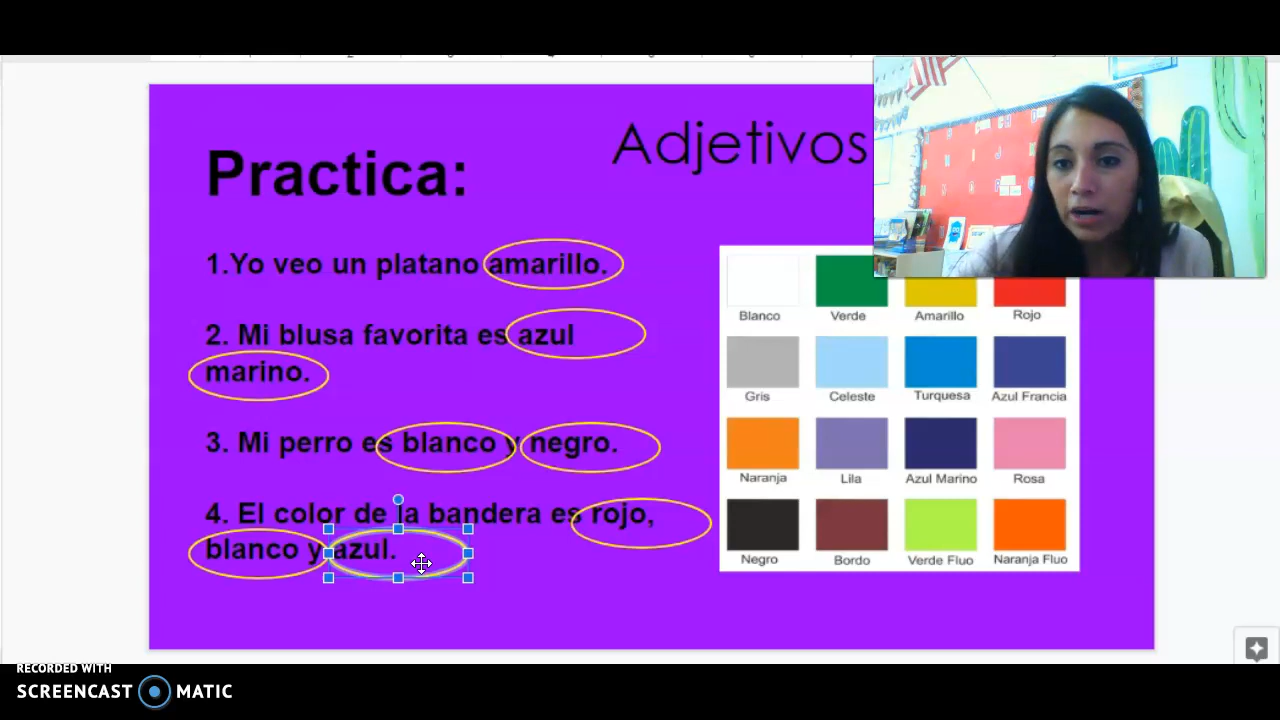 Adjetivos
Practica:
1.Yo veo un platano amarillo.
2. Mi blusa favorita es azul
marino.
3. Mi perro es blanco y negro.
4. El color de la bandera es rojo,
blanco y azul.
Blanco Verde Amarillo Rojo
Gris Celeste Turquesa Azul Francia
Naranja Lila Azul Marino Rosa
Negro Bordo Verde Fluo Naranja Fluo
RECORDED WITH
SCREENCAST MATIC